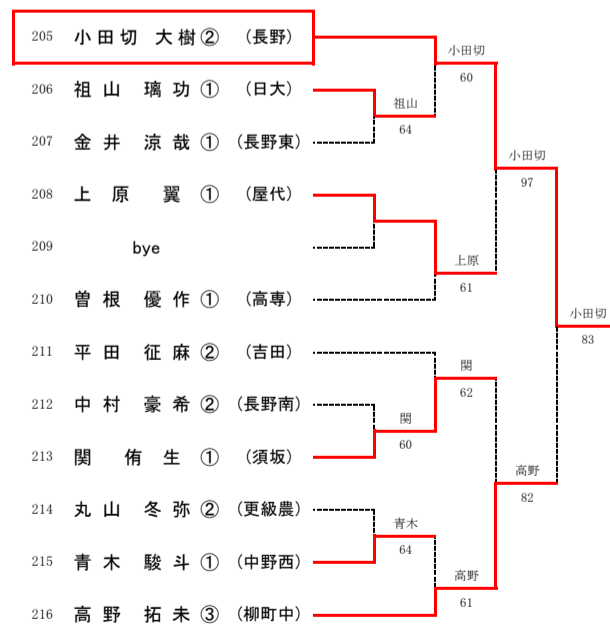 205 小田切 大樹② (長野)
小田切
60
206 祖山 璃功① (日大)
祖山
64
207 金井 涼哉① (長野東)
小田切
97
208 上原 翼① (屋代)
209 bye
上原
61
210 曽根 優作① (高専)
小田切
83
211 平田 征麻② (吉田)
関
62
212 中村 豪希② (長野南)
関
60
213 関 侑生① (須坂)
高野
82
214 丸山 冬弥② (更級農)
青木
64
215 青木 駿斗① (中野西)
高野
61
216 高野 拓未③ (柳町中)